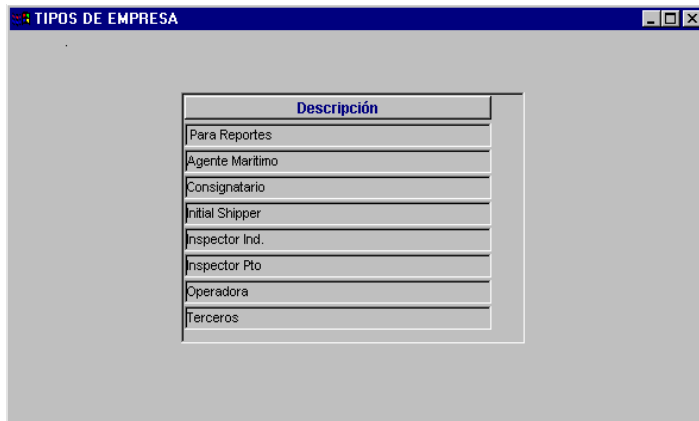 TIPOS DE EMPRESA
Descripción
Para Reportes
Agente Maritimo
Consignatario
Initial Shipper
Inspector Ind.
Inspector Pto
Operadora
Terceros